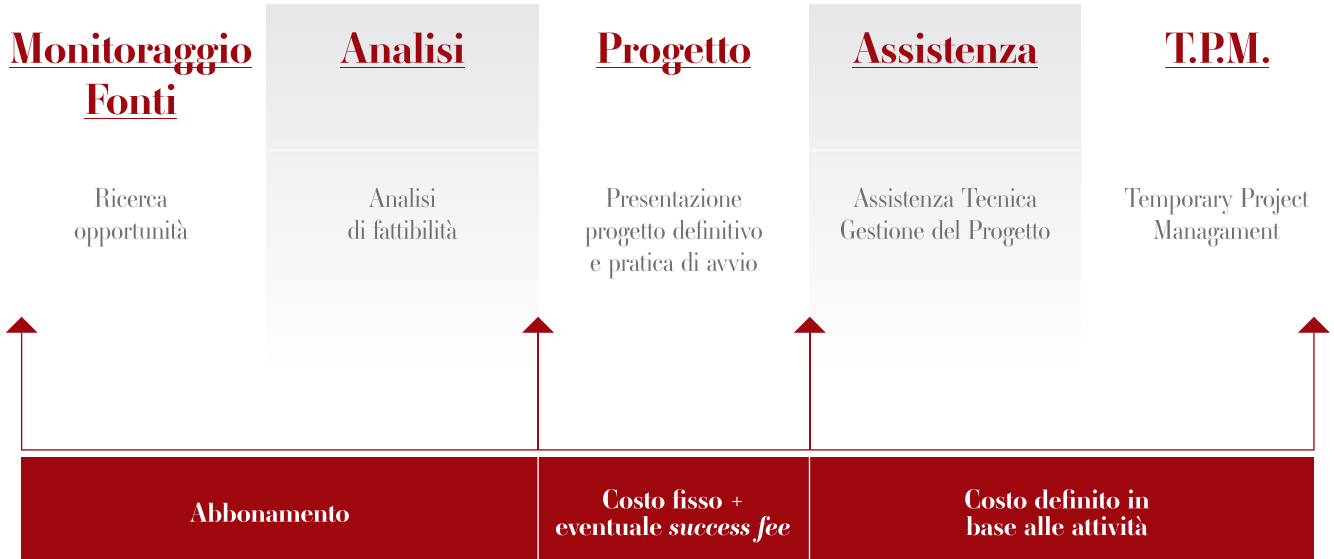 Monitoraggio
Fonti
Analisi
Progetto
Assistenza
T.P.M.
Ricerca
opportunità
Analisi
di fattibilità
Presentazione
progetto definitivo
e pratica di avvio
Assistenza Tecnica
Gestione del Progetto
Temporary Project
Managament
Abbonamento
Costo fisso +
eventuale success fee
Costo definito in
base alle attività